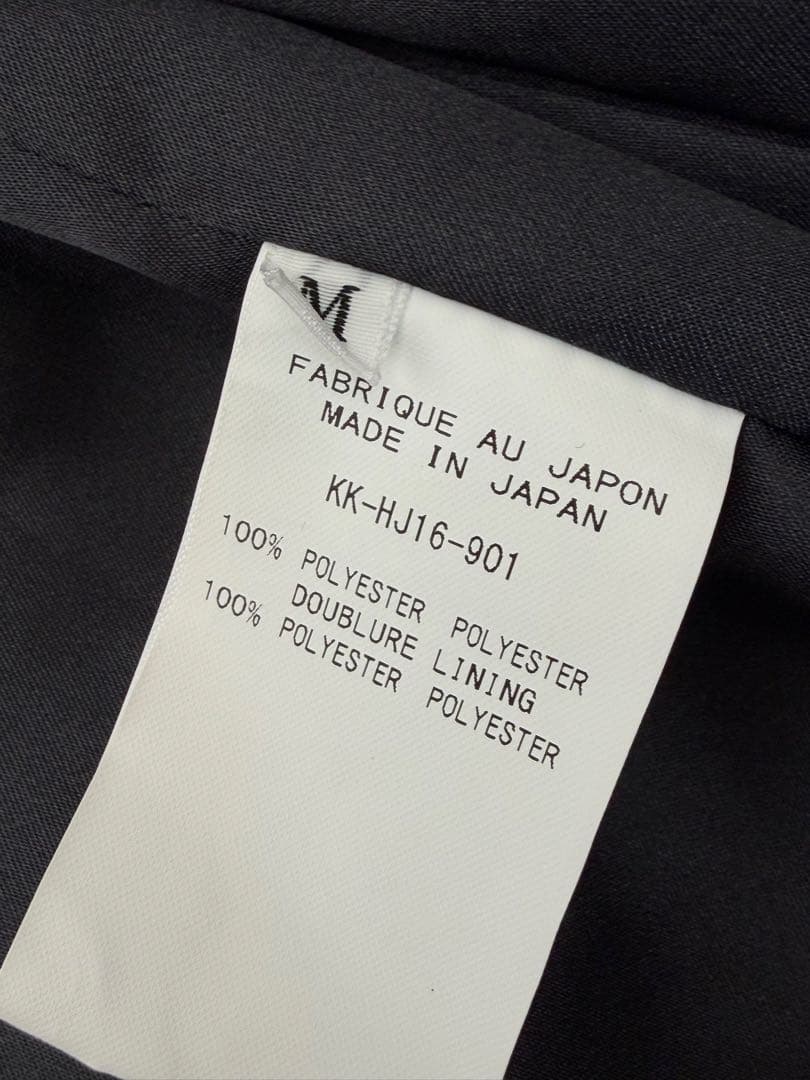 M
FABRIQUE AU JAPON
MADE IN JAPAN
KK-HJ16-901
100% POLYESTER POLYESTER
DOUBLURE LINING
100% POLYESTER POLYESTER